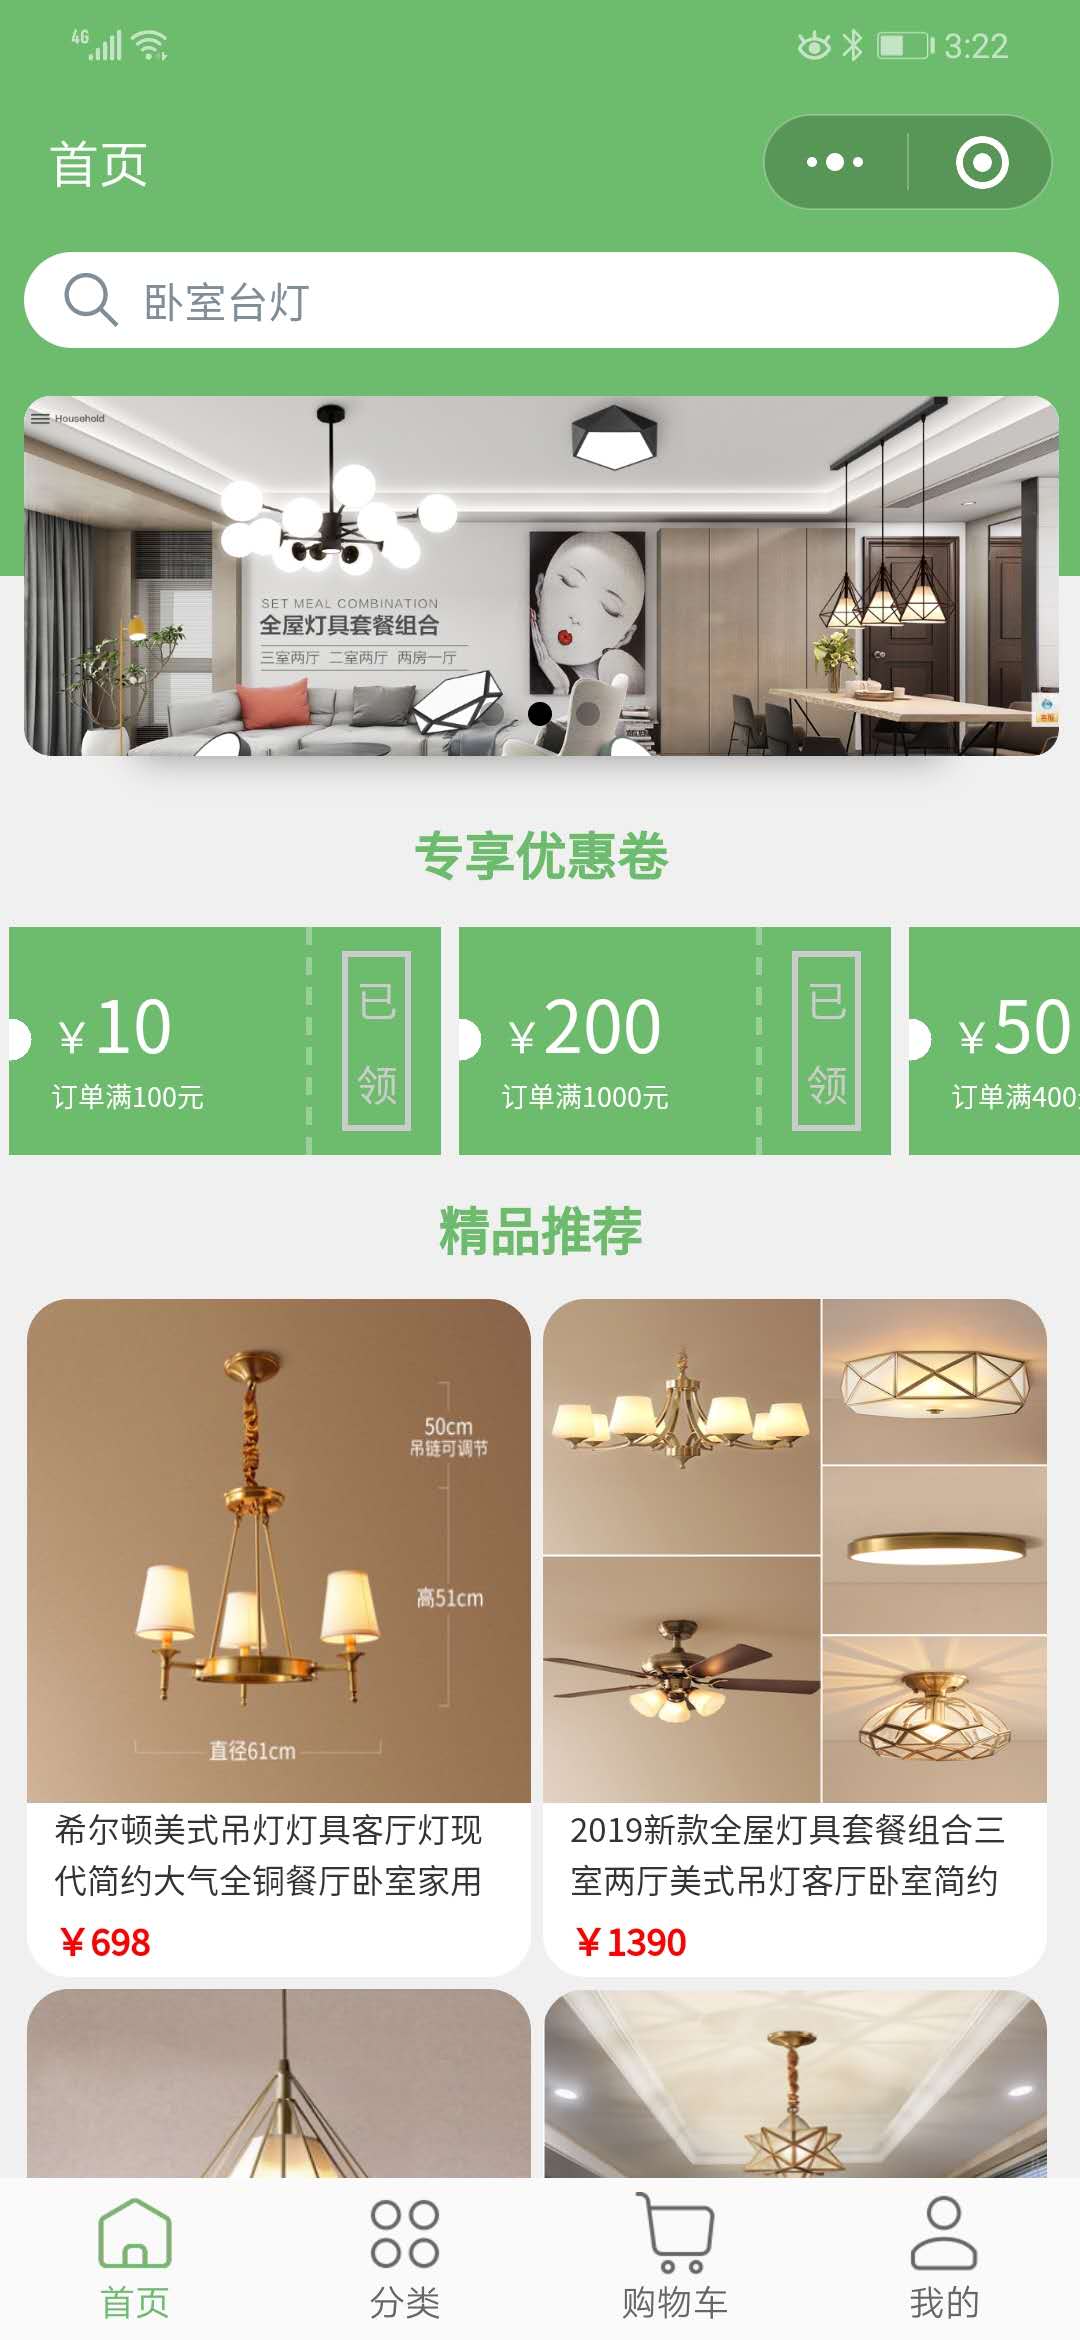 4G
3:22
首页
卧室台灯
Household
SET MEAL COMBINATION
全屋灯具套餐组合
三室两厅 二室两厅 两房一厅
客服
专享优惠卷
￥10
订单满100元
已领
￥200
订单满1000元
已领
￥50
订单满400
精品推荐
50cm
吊链可调节
高51cm
直径61cm
希尔顿美式吊灯灯具客厅灯现
代简约大气全铜餐厅卧室家用
￥698
2019新款全屋灯具套餐组合三
室两厅美式吊灯客厅卧室简约
￥1390
首页
分类
购物车
我的